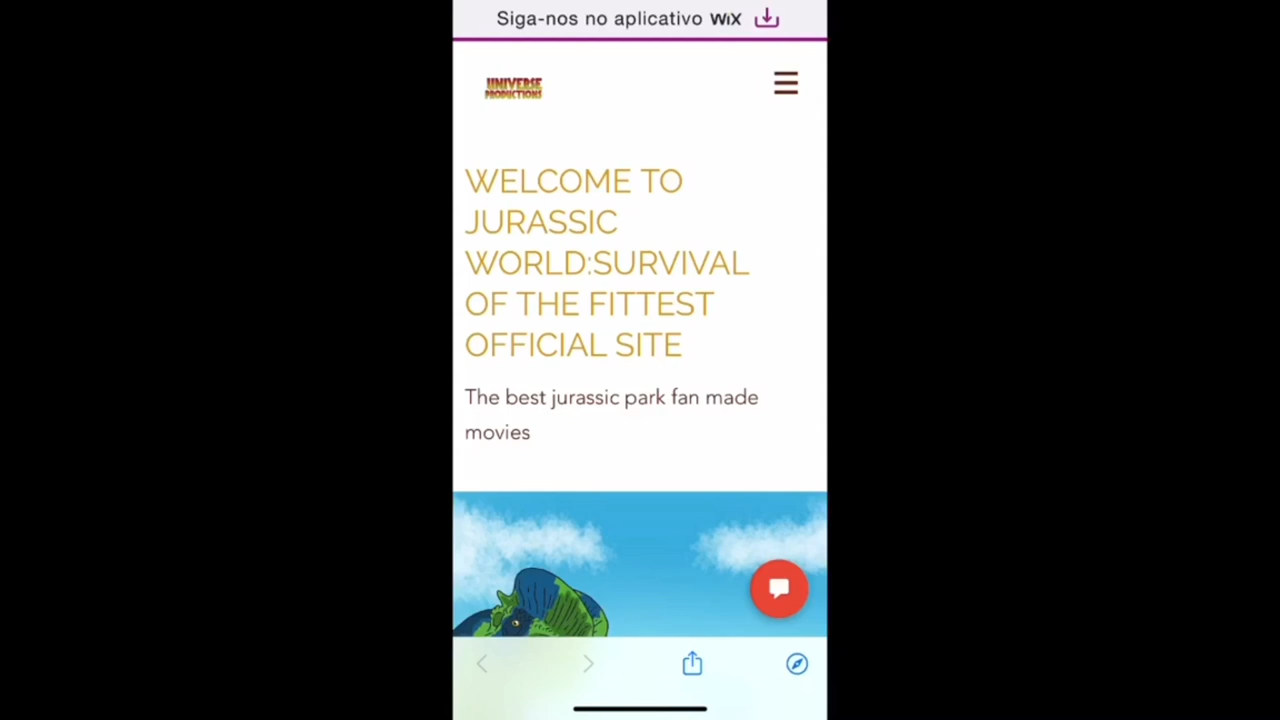 Siga-nos no aplicativo WiX
UNIVERSE
PRODUCTIONS
WELCOME TO
JURASSIC
WORLD:SURVIVAL
OF THE FITTEST
OFFICIAL SITE
The best jurassic park fan made
movies